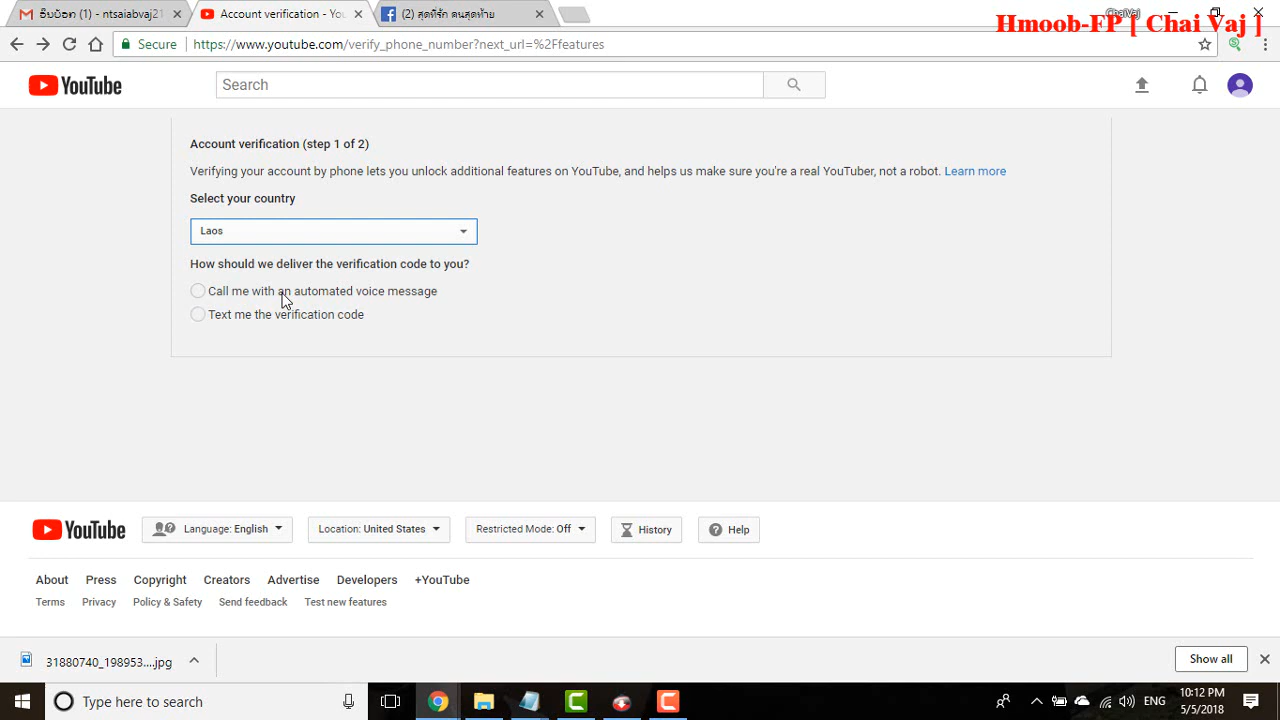 ອິນບັອກ (1) - ntsaiabvaj21
Account verification - You
(2) สุดที่รัก ตนสุดท้าย
ChaiVaj
Hmoob-FP [ Chai Vaj ]
Secure
https://www.youtube.com/verify_phone_number?next_url=%2Ffeatures
YouTube
Search
Account verification (step 1 of 2)
Verifying your account by phone lets you unlock additional features on YouTube, and helps us make sure you're a real YouTuber, not a robot. Learn more
Select your country
Laos
How should we deliver the verification code to you?
Call me with an automated voice message
Text me the verification code
YouTube
Language: English
Location: United States
Restricted Mode: Off
History
Help
About Press Copyright Creators Advertise Developers +YouTube
Terms Privacy Policy & Safety Send feedback Test new features
31880740_198953....jpg
Show all
Type here to search
ENG
10:12 PM
5/5/2018